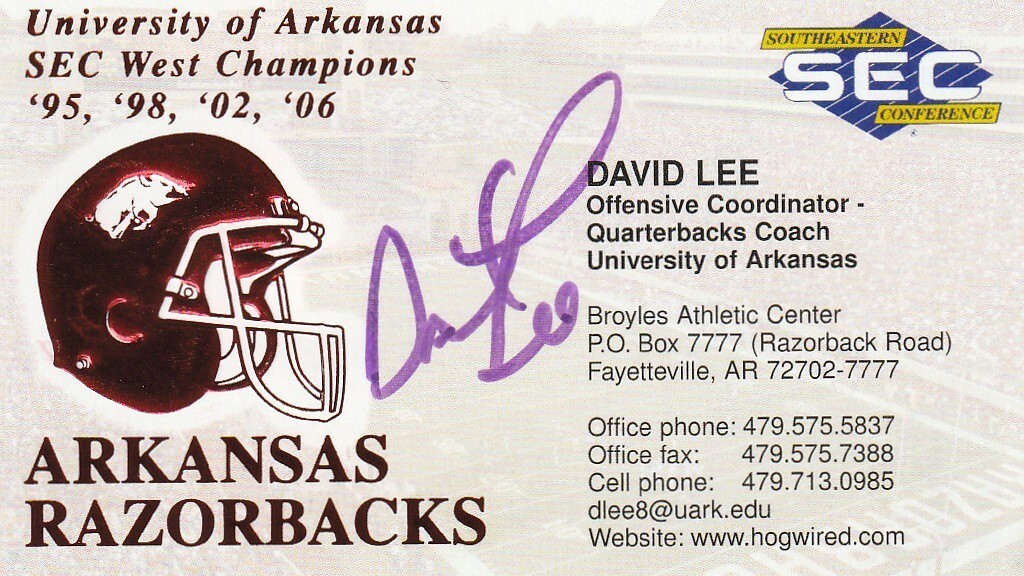 University of Arkansas
SEC West Champions
‘95, ‘98, ‘02, ‘06
SOUTHEASTERN
SEC
CONFERENCE
DAVID LEE
Offensive Coordinator -
Quarterbacks Coach
University of Arkansas
Dan Lee
Broyles Athletic Center
P.O. Box 7777 (Razorback Road)
Fayetteville, AR 72702-7777
Office phone: 479.575.5837
Office fax: 479.575.7388
Cell phone: 479.713.0985
dlee8@uark.edu
Website: www.hogwired.com
ARKANSAS
RAZORBACKS